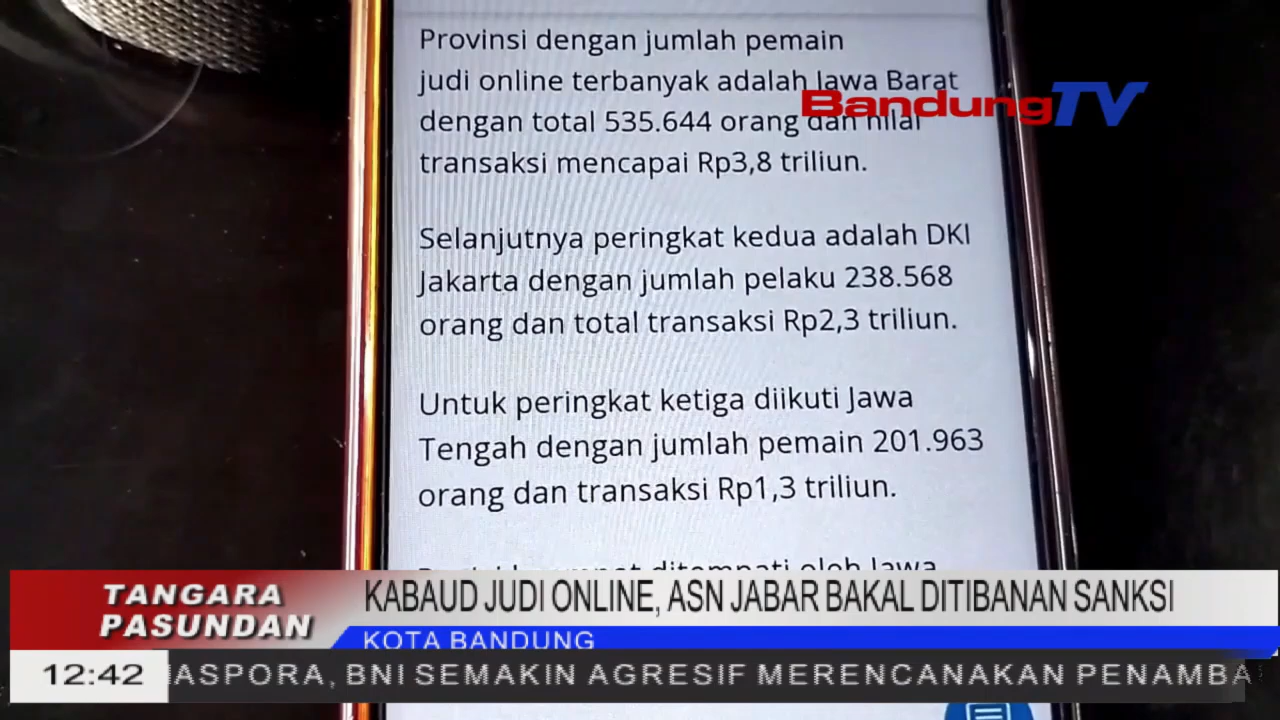 Provinsi dengan jumlah pemain
judi online terbanyak adalah Jawa Barat
dengan total 535.644 orang dan nilai
transaksi mencapai Rp3,8 triliun.
BandungTV
Selanjutnya peringkat kedua adalah DKI
Jakarta dengan jumlah pelaku 238.568
orang dan total transaksi Rp2,3 triliun.
Untuk peringkat ketiga diikuti Jawa
Tengah dengan jumlah pemain 201.963
orang dan transaksi Rp1,3 triliun.
ditempati oleh Jawa
TANGARA
PASUNDAN
KABAUD JUDI ONLINE, ASN JABAR BAKAL DITIBANAN SANKSI
KOTA BANDUNG
12:42
IASPORA, BNI SEMAKIN AGRESIF MERENCANAKAN PENAMBA